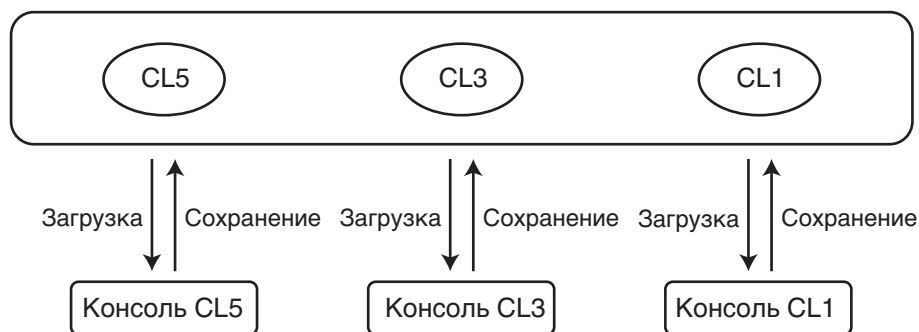 CL5
CL3
CL1
Загрузка
Сохранение
Загрузка
Сохранение
Загрузка
Сохранение
Консоль CL5
Консоль CL3
Консоль CL1